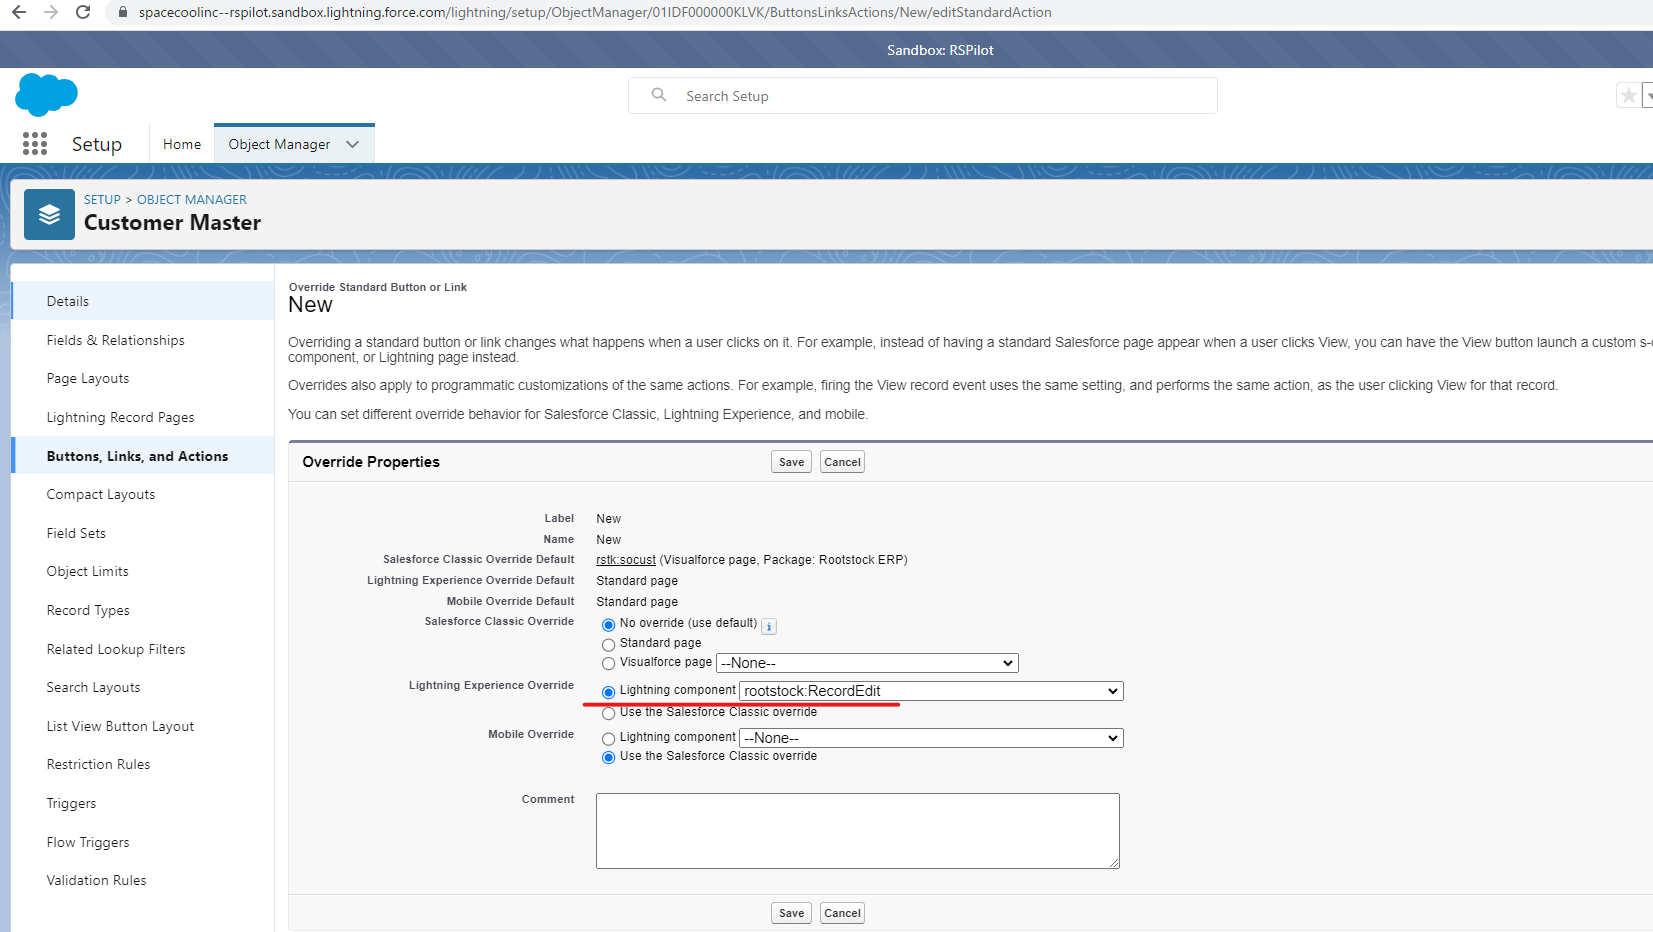 spacecoolinc--rspilot.sandbox.lightning.force.com/lightning/setup/ObjectManager/01IDF000000KLVK/ButtonsLinksActions/New/editStandardAction
Sandbox: RSPilot
Search Setup
Setup
Home
Object Manager
SETUP > OBJECT MANAGER
Customer Master
Details
Fields & Relationships
Page Layouts
Lightning Record Pages
Buttons, Links, and Actions
Compact Layouts
Field Sets
Object Limits
Record Types
Related Lookup Filters
Search Layouts
List View Button Layout
Restriction Rules
Triggers
Flow Triggers
Validation Rules
Override Standard Button or Link
New
Overriding a standard button or link changes what happens when a user clicks on it. For example, instead of having a standard Salesforce page appear when a user clicks View, you can have the View button launch a custom s-
component, or Lightning page instead.
Overrides also apply to programmatic customizations of the same actions. For example, firing the View record event uses the same setting, and performs the same action, as the user clicking View for that record.
You can set different override behavior for Salesforce Classic, Lightning Experience, and mobile.
Override Properties
Save Cancel
Label New
Name New
Salesforce Classic Override Default rstk:socust (Visualforce page, Package: Rootstock ERP)
Lightning Experience Override Default Standard page
Mobile Override Default Standard page
Salesforce Classic Override No override (use default) i
Standard page
Visualforce page --None--
Lightning Experience Override Lightning component rootstock:RecordEdit
Use the Salesforce Classic override
Mobile Override Lightning component --None--
Use the Salesforce Classic override
Comment
Save Cancel